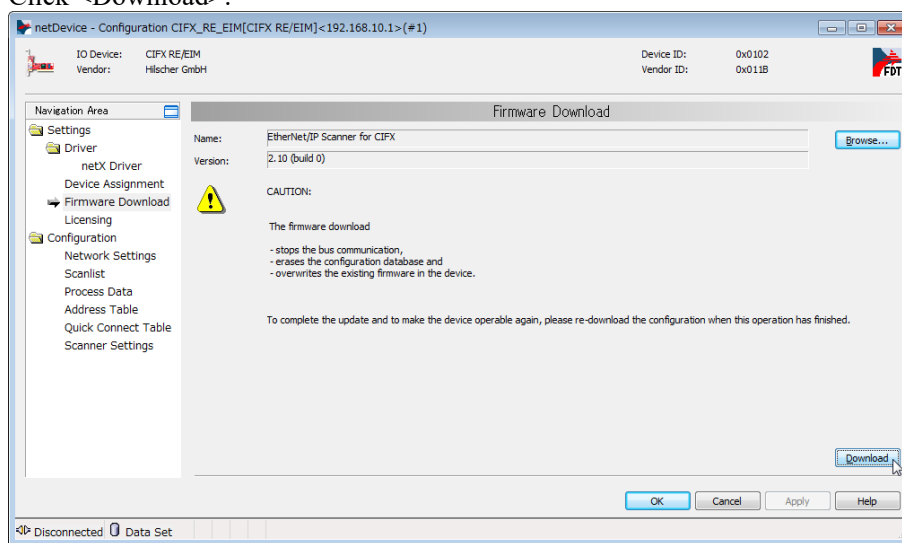 Click <Download>.
netDevice - Configuration CIFX_RE_EIM[CIFX RE/EIM]<192.168.10.1>(#1)
IO Device: CIFX RE/EIM Device ID: 0x0102
Vendor: Hilscher GmbH Vendor ID: 0x011B
FDT
Navigation Area
Firmware Download
Settings
Driver
netX Driver
Device Assignment
Firmware Download
Licensing
Configuration
Network Settings
Scanlist
Process Data
Address Table
Quick Connect Table
Scanner Settings
Name: EtherNet/IP Scanner for CIFX Browse...
Version: 2.10 (build 0)
CAUTION:
The firmware download
- stops the bus communication,
- erases the configuration database and
- overwrites the existing firmware in the device.
To complete the update and to make the device operable again, please re-download the configuration when this operation has finished.
Download
OK Cancel Apply Help
Disconnected Data Set